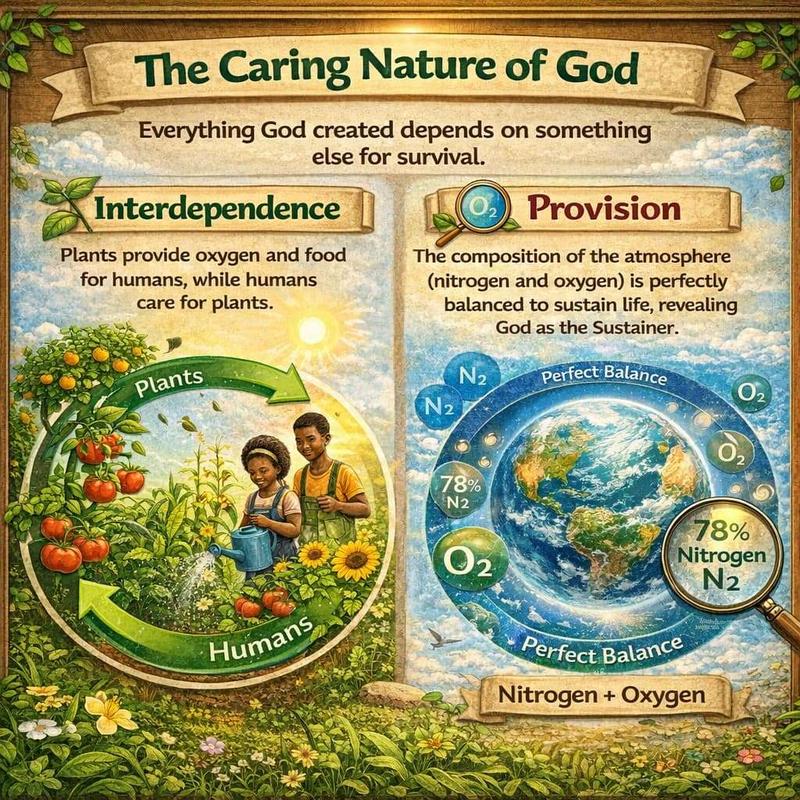 The Caring Nature of God
Everything God created depends on something
else for survival.
Interdependence
Plants provide oxygen and food
for humans, while humans
care for plants.
Plants
Humans
O₂
Provision
The composition of the atmosphere
(nitrogen and oxygen) is perfectly
balanced to sustain life, revealing
God as the Sustainer.
Perfect Balance
N₂
N₂
O₂
O₂
78%
N₂
O₂
78%
Nitrogen
N₂
Perfect Balance
Nitrogen + Oxygen